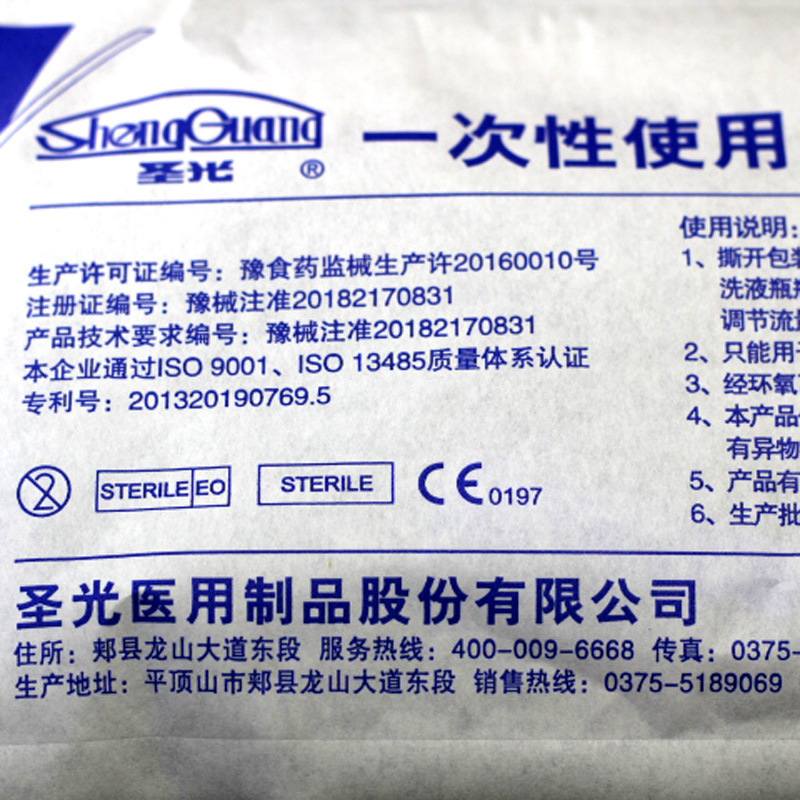 ShengGuang
圣光®
一次性使用
生产许可证编号：豫食药监械生产许20160010号
注册证编号：豫械注准20182170831
产品技术要求编号：豫械注准20182170831
本企业通过ISO 9001、ISO 13485质量体系认证
专利号：201320190769.5
2
STERILE EO
STERILE
CE 0197
使用说明：
1、撕开包装
洗液瓶瓶
调节流量
2、只能用于
3、经环氧
4、本产品
有异物
5、产品有
6、生产批
圣光医用制品股份有限公司
住所：郏县龙山大道东段 服务热线：400-009-6668 传真：0375-
生产地址：平顶山市郏县龙山大道东段 销售热线：0375-5189069